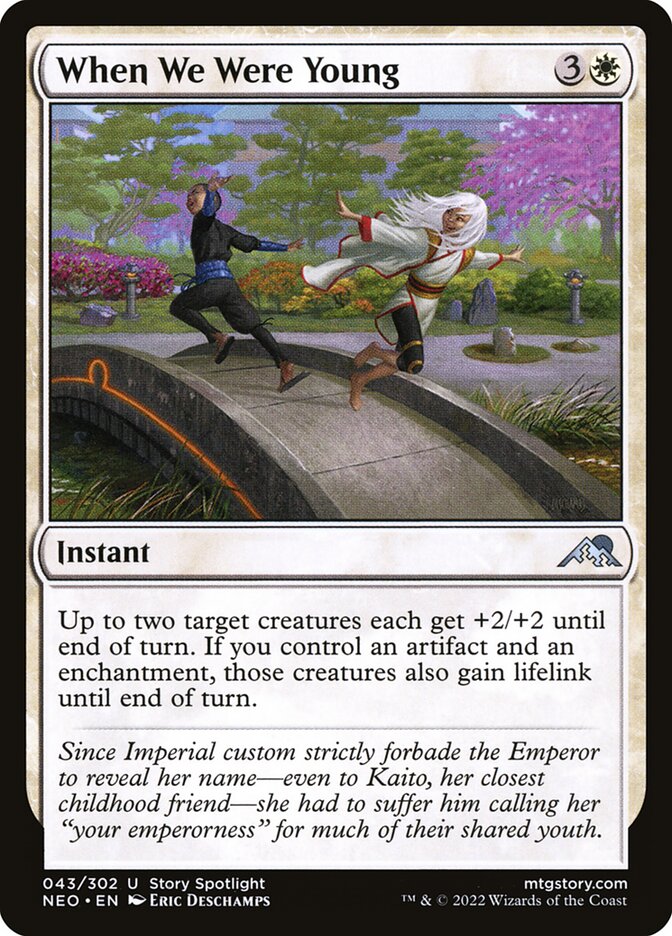 When We Were Young 3
Instant
Up to two target creatures each get +2/+2 until
end of turn. If you control an artifact and an
enchantment, those creatures also gain lifelink
until end of turn.
Since Imperial custom strictly forbade the Emperor
to reveal her name—even to Kaito, her closest
childhood friend—she had to suffer him calling her
“your emperorness” for much of their shared youth.
043/302 U Story Spotlight mtgstory.com
NEO • EN Eric Deschamps ™ & © 2022 Wizards of the Coast